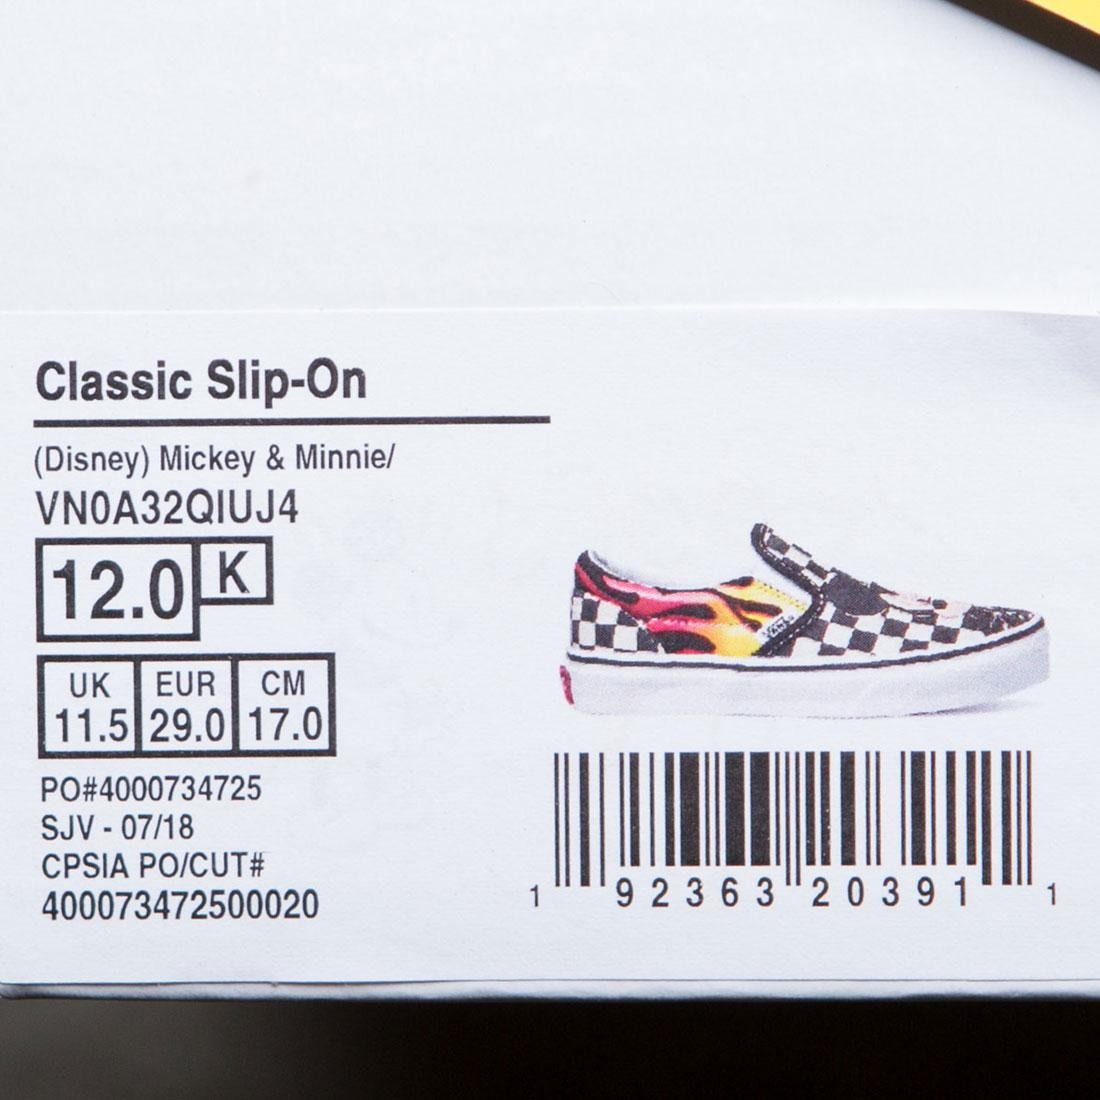 Classic Slip-On
(Disney) Mickey & Minnie/
VN0A32QIUJ4
12.0 K
UK EUR CM
11.5 29.0 17.0
PO#4000734725
SJV - 07/18
CPSIA PO/CUT#
400073472500020
VANS
1 92363 20391 1